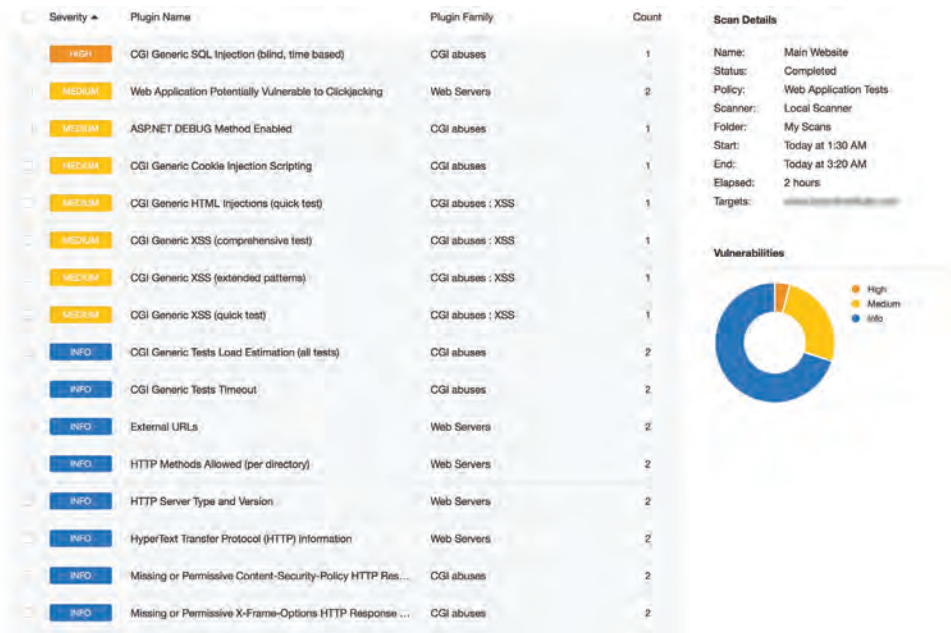 Severity Plugin Name Plugin Family Count
HIGH CGI Generic SQL Injection (blind, time based) CGI abuses 1
MEDIUM Web Application Potentially Vulnerable to Clickjacking Web Servers 2
MEDIUM ASP.NET DEBUG Method Enabled CGI abuses 1
MEDIUM CGI Generic Cookie Injection Scripting CGI abuses 1
MEDIUM CGI Generic HTML Injections (quick test) CGI abuses : XSS 1
MEDIUM CGI Generic XSS (comprehensive test) CGI abuses : XSS 1
MEDIUM CGI Generic XSS (extended patterns) CGI abuses : XSS 1
MEDIUM CGI Generic XSS (quick test) CGI abuses : XSS 1
INFO CGI Generic Tests Load Estimation (all tests) CGI abuses 2
INFO CGI Generic Tests Timeout CGI abuses 2
INFO External URLs Web Servers 2
INFO HTTP Methods Allowed (per directory) Web Servers 2
INFO HTTP Server Type and Version Web Servers 2
INFO HyperText Transfer Protocol (HTTP) Information Web Servers 2
INFO Missing or Permissive Content-Security-Policy HTTP Res... CGI abuses 2
INFO Missing or Permissive X-Frame-Options HTTP Response ... CGI abuses 2
Scan Details
Name: Main Website
Status: Completed
Policy: Web Application Tests
Scanner: Local Scanner
Folder: My Scans
Start: Today at 1:30 AM
End: Today at 3:20 AM
Elapsed: 2 hours
Targets:
Vulnerabilities
High
Medium
Info